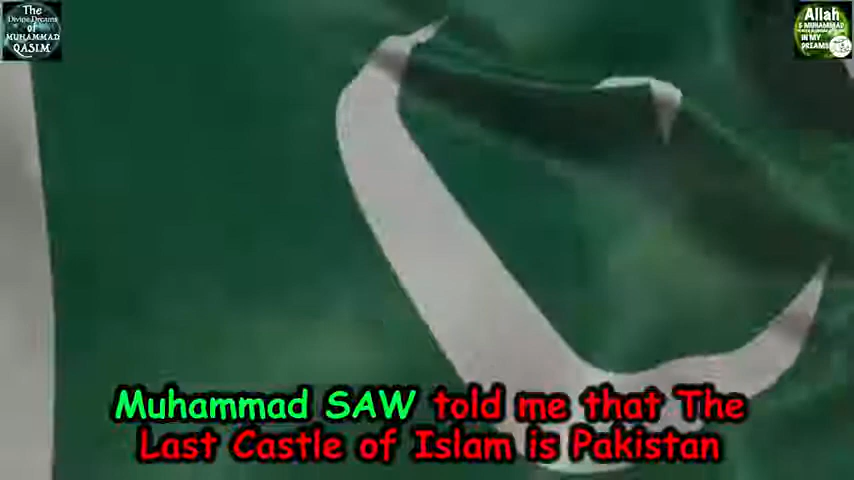 The
Divine Dreams
of
MUHAMMAD
QASIM
Allah
& MUHAMMAD
IN MY
DREAMS
Muhammad SAW told me that The
Last Castle of Islam is Pakistan